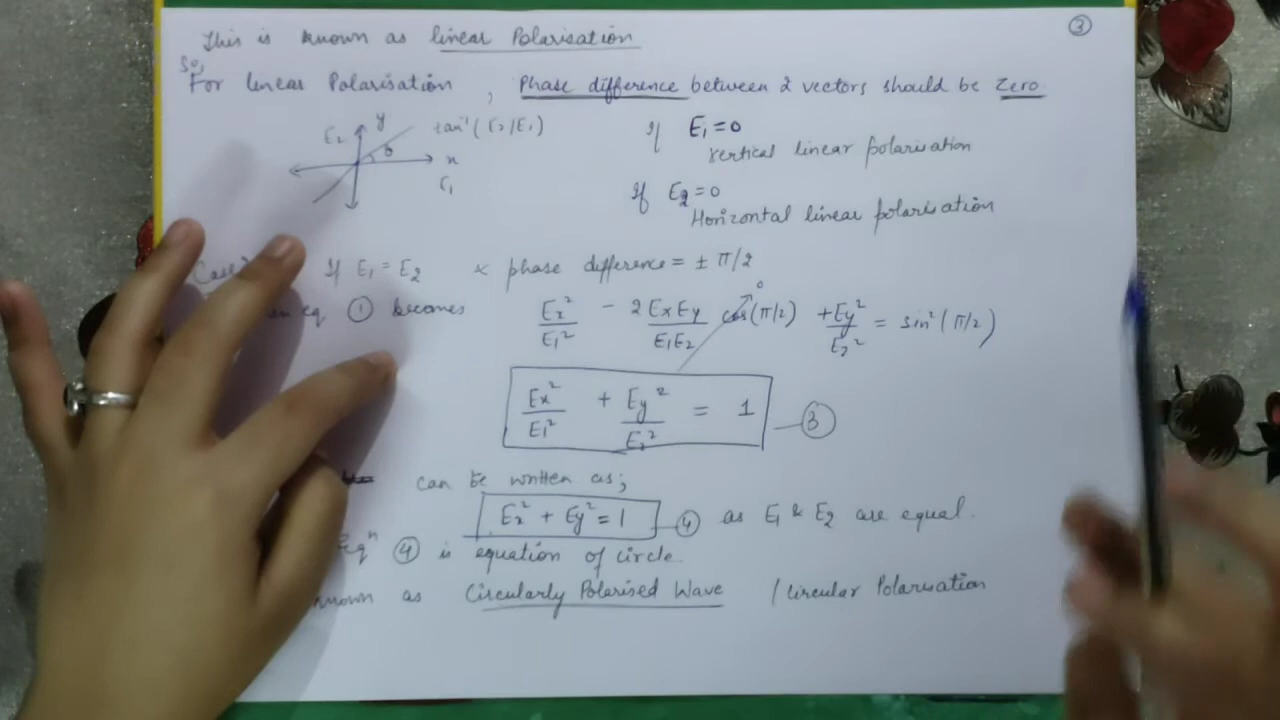 ③
This is known as linear Polarisation
So,
For linear Polarisation , Phase difference between 2 vectors should be Zero
E₂ y tan⁻¹(E₂/E₁)
θ x
E₁
If E₁=0
Vertical linear polarisation
If E₂=0
Horizontal linear polarisation
Case If E₁=E₂ & phase difference = ± π/2
eq ① becomes Ex²/E₁² - 2ExEy/E₁E₂ cos(π/2) 0 + Ey²/E₂² = sin²(π/2)
Ex²/E₁² + Ey²/E₂² = 1 ③
can be written as;
Ex² + Ey² = 1 ④ as E₁ & E₂ are equal.
Eqⁿ ④ is equation of circle.
known as Circularly Polarised Wave / Circular Polarisation